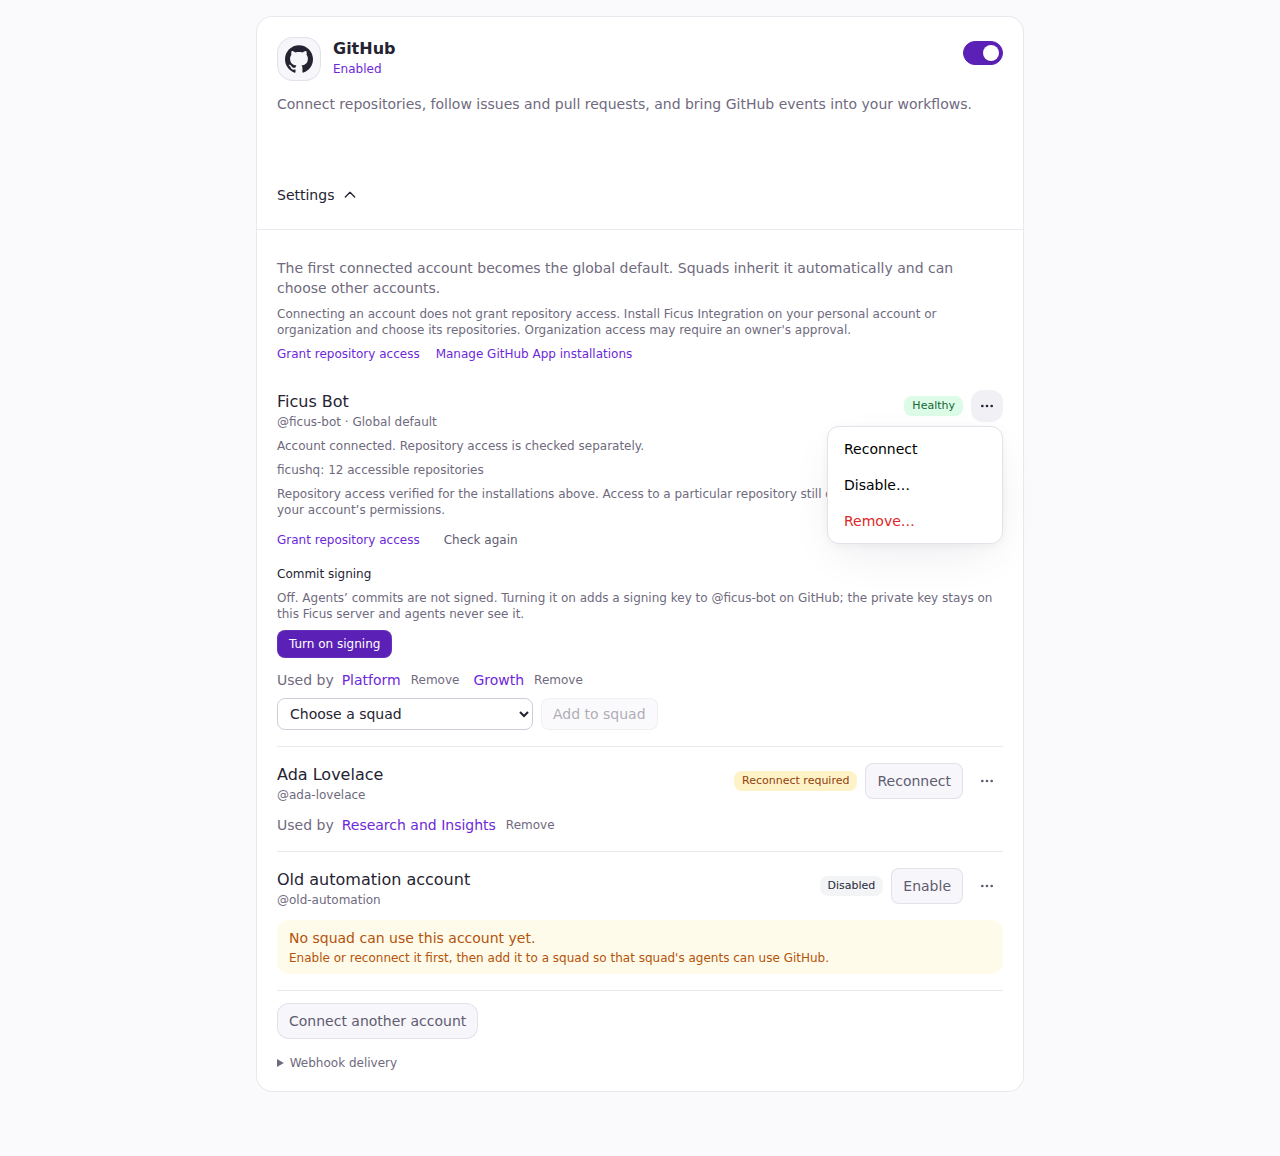 GitHub
Enabled
Connect repositories, follow issues and pull requests, and bring GitHub events into your workflows.
Settings
The first connected account becomes the global default. Squads inherit it automatically and can
choose other accounts.
Connecting an account does not grant repository access. Install Ficus Integration on your personal account or
organization and choose its repositories. Organization access may require an owner's approval.
Grant repository access Manage GitHub App installations
Ficus Bot
Healthy
@ficus-bot · Global default
Account connected. Repository access is checked separately.
ficushq: 12 accessible repositories
Repository access verified for the installations above. Access to a particular repository still
your account’s permissions.
Reconnect
Disable…
Remove…
Grant repository access Check again
Commit signing
Off. Agents’ commits are not signed. Turning it on adds a signing key to @ficus-bot on GitHub; the private key stays on
this Ficus server and agents never see it.
Turn on signing
Used by Platform Remove Growth Remove
Choose a squad Add to squad
Ada Lovelace
Reconnect required Reconnect
@ada-lovelace
Used by Research and Insights Remove
Old automation account
Disabled Enable
@old-automation
No squad can use this account yet.
Enable or reconnect it first, then add it to a squad so that squad's agents can use GitHub.
Connect another account
Webhook delivery